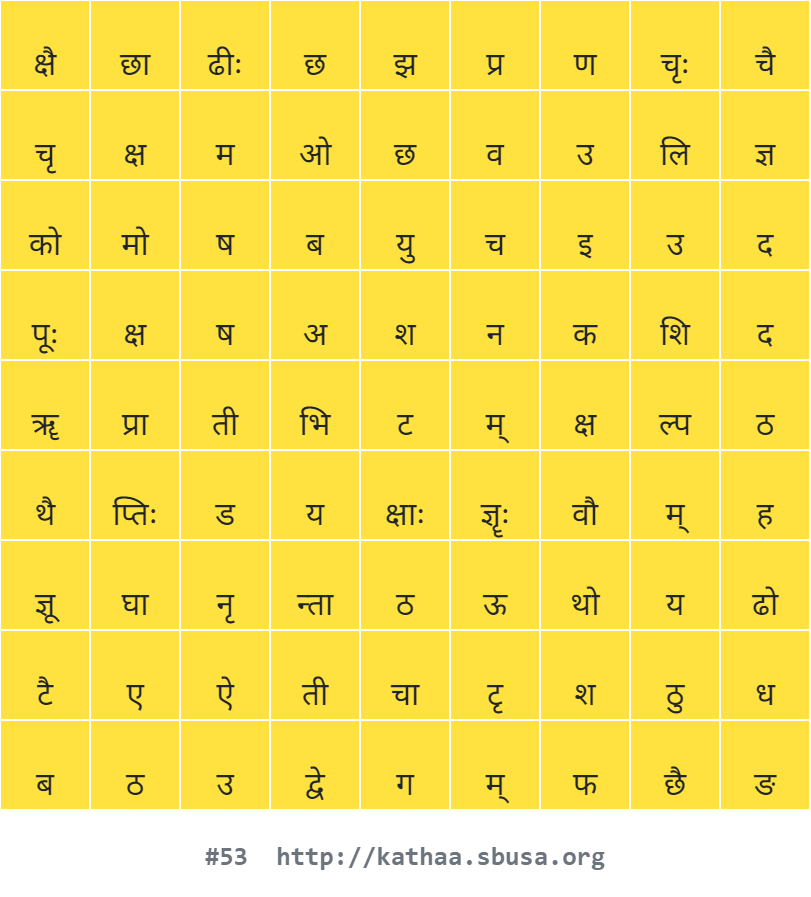 क्षै छा ढीः छ झ प्र ण चृः चै
चृ क्ष म ओ छ व उ लि ज्ञ
को मो ष ब यु च इ उ द
पूः क्ष ष अ श न क शि द
ॠ प्रा ती भि ट म् क्ष ल्प ठ
थै प्तिः ड य क्षाः ज्ञॄः वौ म् ह
ज्ञू घा नृ न्ता ठ ऊ थो य ढो
टै ए ऐ ती चा टृ श ठु ध
ब ठ उ द्वे ग म् फ छै ङ
#53 http://kathaa.sbusa.org